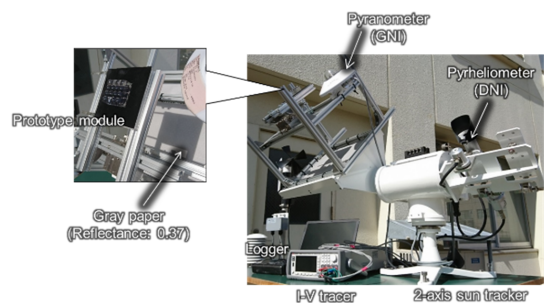 Pyranometer
(GNI)
Pyrheliometer
(DNI)
Prototype module
Gray paper
(Reflectance: 0.37)
Logger
I-V tracer
2-axis sun tracker